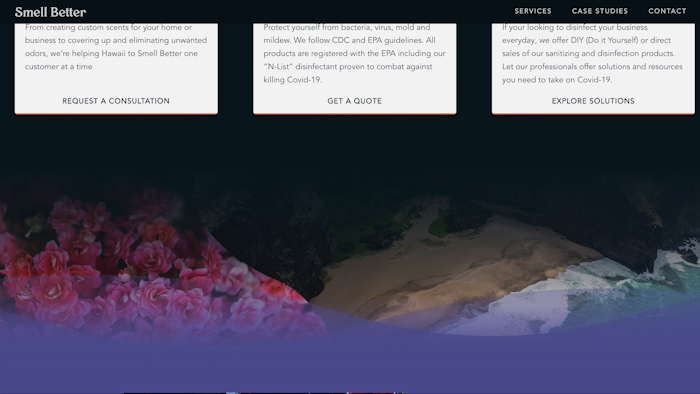 Smell Better
SERVICES CASE STUDIES CONTACT
From creating custom scents for your home or
business to covering up and eliminating unwanted
odors, we're helping Hawaii to Smell Better one
customer at a time
REQUEST A CONSULTATION
Protect yourself from bacteria, virus, mold and
mildew. We follow CDC and EPA guidelines. All
products are registered with the EPA including our
"N-List" disinfectant proven to combat against
killing Covid-19.
GET A QUOTE
If your looking to disinfect your business
everyday, we offer DIY (Do it Yourself) or direct
sales of our sanitizing and disinfection products.
Let our professionals offer solutions and resources
you need to take on Covid-19.
EXPLORE SOLUTIONS